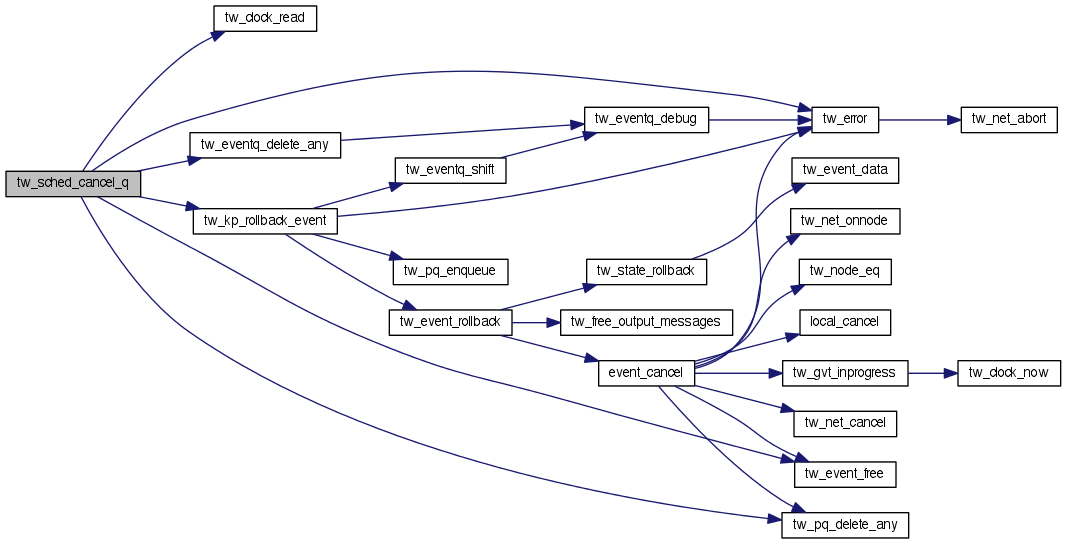 tw_clock_read
tw_eventq_debug
tw_error
tw_net_abort
tw_eventq_delete_any
tw_eventq_shift
tw_event_data
tw_sched_cancel_q
tw_kp_rollback_event
tw_net_onnode
tw_pq_enqueue
tw_state_rollback
tw_node_eq
tw_event_rollback
tw_free_output_messages
local_cancel
event_cancel
tw_gvt_inprogress
tw_clock_now
tw_net_cancel
tw_event_free
tw_pq_delete_any